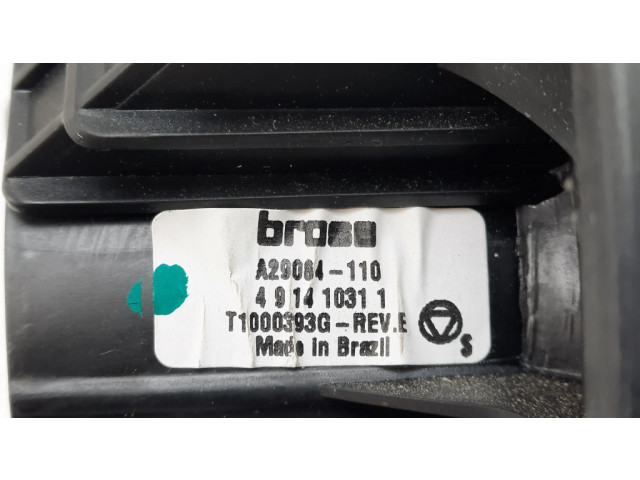 brose
A29064-110
4 9 14 1031 1
T1000393G-REV.E
Made in Brazil
S